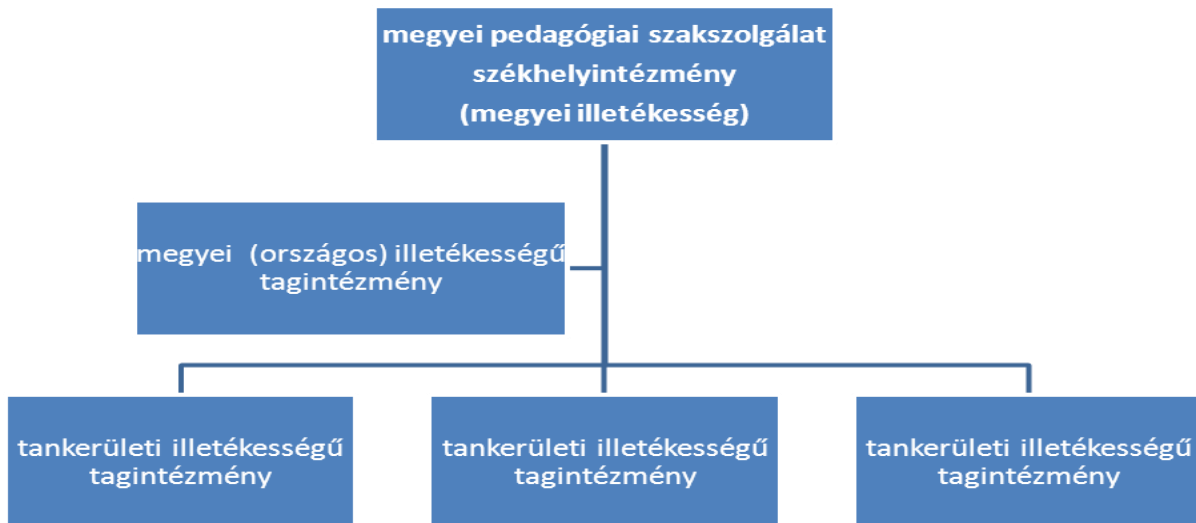 megyei pedagógiai szakszolgálat
székhelyintézmény
(megyei illetékesség)
megyei (országos) illetékességű
tagintézmény
tankerületi illetékességű
tagintézmény
tankerületi illetékességű
tagintézmény
tankerületi illetékességű
tagintézmény